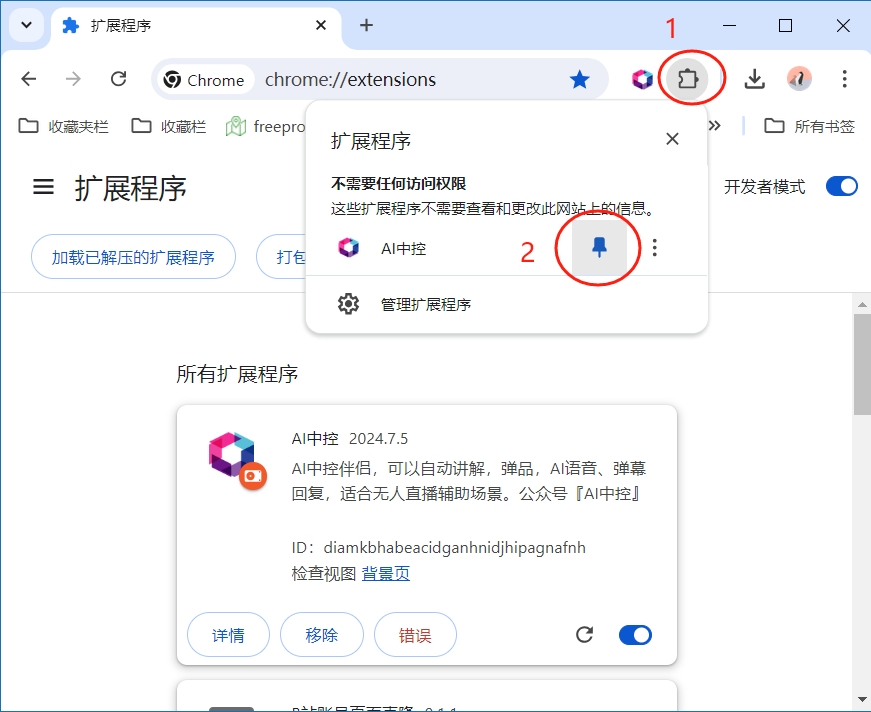 扩展程序
1
Chrome
chrome://extensions
收藏夹栏
收藏栏
freepro
所有书签
扩展程序
扩展程序
开发者模式
不需要任何访问权限
这些扩展程序不需要查看和更改此网站上的信息。
AI中控
2
管理扩展程序
加载已解压的扩展程序
打包
所有扩展程序
AI中控 2024.7.5
AI中控伴侣，可以自动讲解，弹品，AI语音、弹幕
回复，适合无人直播辅助场景。公众号『AI中控』
ID：diamkbhabeacidganhnidjhipagnafnh
检查视图 背景页
详情
移除
错误